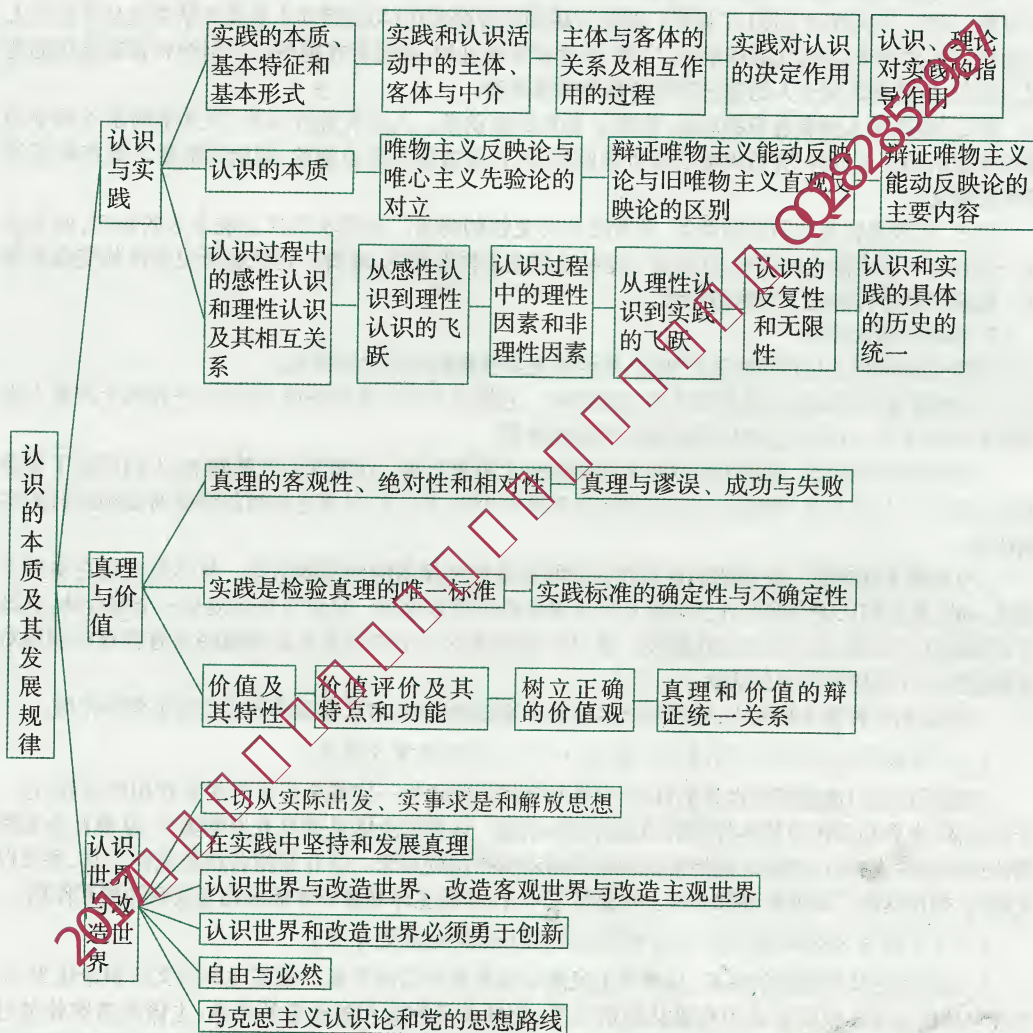 实践的本质、
基本特征和
基本形式
实践和认识活
动中的主体、
客体与中介
主体与客体的
关系及相互作
用的过程
实践对认识
的决定作用
认识、理论
对实践的指
导作用
认识
与实
践
认识的本质
唯物主义反映论与
唯心主义先验论的
对立
辩证唯物主义能动反映
论与旧唯物主义直观反
映论的区别
辩证唯物主义
能动反映论的
主要内容
认识过程中
的感性认识
和理性认识
及其相互关
系
从感性认
识到理性
认识的飞
跃
认识过程
中的理性
因素和非
理性因素
从理性认
识到实践
的飞跃
认识的
反复性
和无限
性
认识和实
践的具体
的历史的
统一
认识的本质及其发展规律
真理的客观性、绝对性和相对性
真理与谬误、成功与失败
真理
与价
值
实践是检验真理的唯一标准
实践标准的确定性与不确定性
价值及
其特性
价值评价及其
特点和功能
树立正确
的价值观
真理和价值的辩
证统一关系
认识
世界
与改
造世
界
一切从实际出发 实事求是和解放思想
在实践中坚持和发展真理
认识世界与改造世界、改造客观世界与改造主观世界
认识世界和改造世界必须勇于创新
自由与必然
马克思主义认识论和党的思想路线
2017 QQ82852987